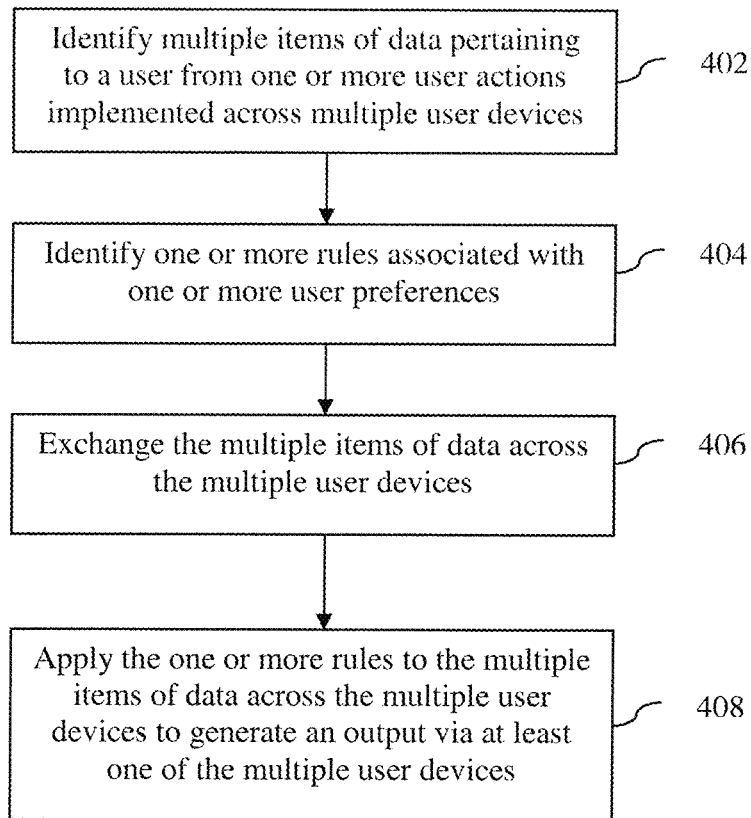 Identify multiple items of data pertaining
to a user from one or more user actions
implemented across multiple user devices
402
Identify one or more rules associated with
one or more user preferences
404
Exchange the multiple items of data across
the multiple user devices
406
Apply the one or more rules to the multiple
items of data across the multiple user
devices to generate an output via at least
one of the multiple user devices
408